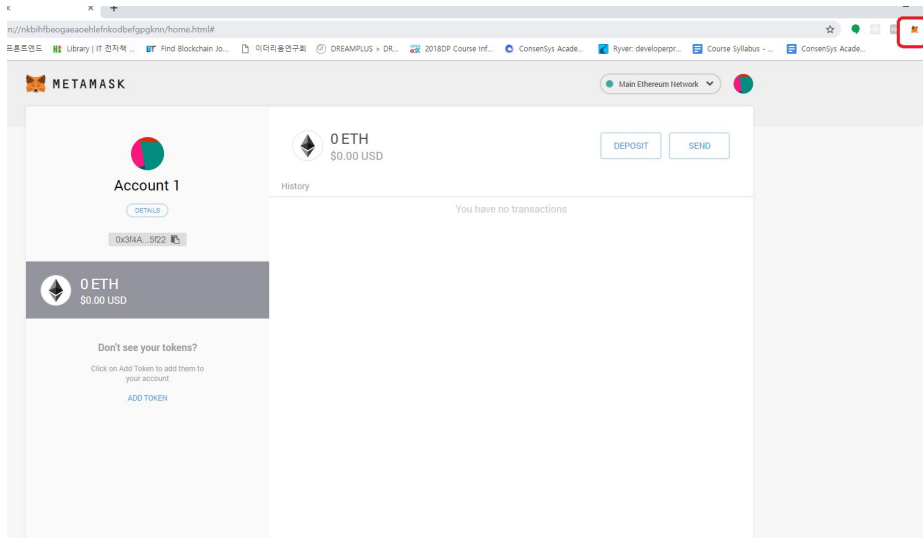 n://nkbihfbeogaeaoehlefnkodbefgpgknn/home.html#
프론트엔드 Library | IT 전자책 ... BT Find Blockchain Jo... 이더리움연구회 DREAMPLUS > DR... 2018DP Course Inf... ConsenSys Acade... Ryver: developerpr... Course Syllabus - ... ConsenSys Acade...
METAMASK
Main Ethereum Network
Account 1
DETAILS
0x3f4A...5f22
0 ETH
$0.00 USD
Don't see your tokens?
Click on Add Token to add them to
your account
ADD TOKEN
0 ETH
$0.00 USD
DEPOSIT
SEND
History
You have no transactions